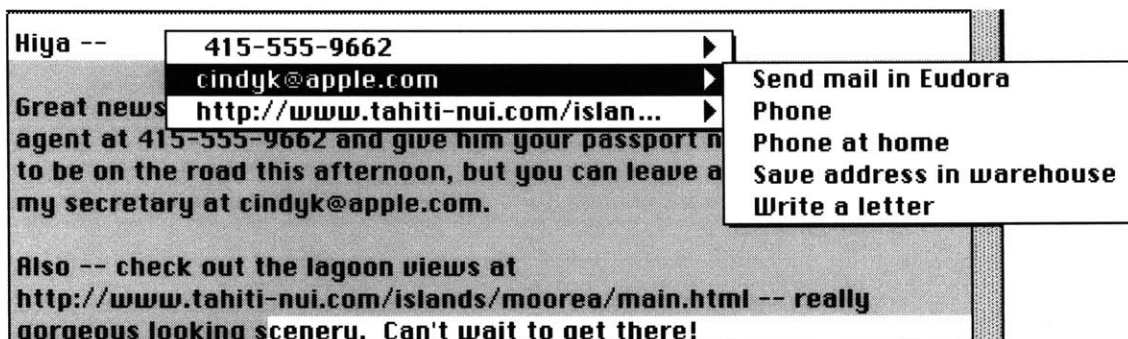 Hiya --
415-555-9662
cindyk@apple.com
http://www.tahiti-nui.com/islan...
Send mail in Eudora
Phone
Phone at home
Save address in warehouse
Write a letter
Great news
agent at 415-555-9662 and give him your passport n
to be on the road this afternoon, but you can leave a
my secretary at cindyk@apple.com.
Also -- check out the lagoon views at
http://www.tahiti-nui.com/islands/moorea/main.html -- really
gorgeous looking scenery. Can't wait to get there!